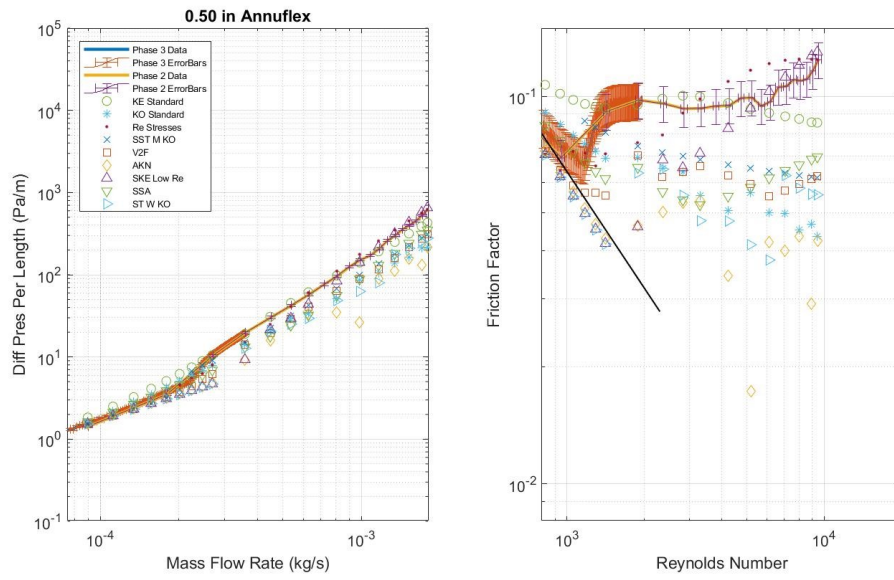 0.50 in Annuflex
Diff Pres Per Length (Pa/m)
10^5
10^4
10^3
10^2
10^1
10^0
10^-1
Phase 3 Data
Phase 3 ErrorBars
Phase 2 Data
Phase 2 ErrorBars
KE Standard
KO Standard
Re Stresses
SST M KO
V2F
AKN
SKE Low Re
SSA
ST W KO
10^-4
10^-3
Mass Flow Rate (kg/s)
Friction Factor
10^-1
10^-2
10^3
10^4
Reynolds Number